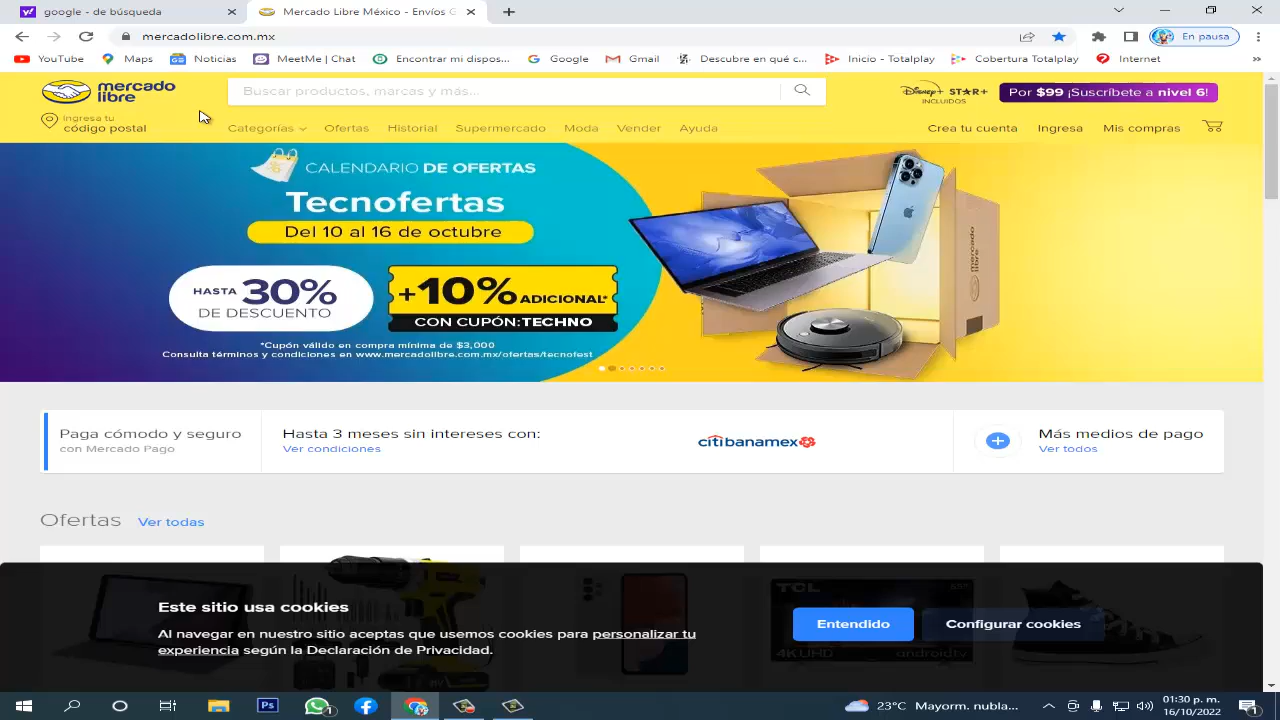 google - de búsqueda
Mercado Libre México - Envíos G
mercadolibre.com.mx
En pausa
YouTube
Maps
Noticias
MeetMe | Chat
Encontrar mi dispos...
Google
Gmail
Descubre en qué c...
Inicio - Totalplay
Cobertura Totalplay
Internet
mercado
libre
Buscar productos, marcas y más...
Disney+ STAR+
INCLUIDOS
Por $99 ¡Suscríbete a nivel 6!
Ingresa tu
código postal
Categorías
Ofertas
Historial
Supermercado
Moda
Vender
Ayuda
Crea tu cuenta
Ingresa
Mis compras
CALENDARIO DE OFERTAS
Tecnofertas
Del 10 al 16 de octubre
HASTA 30%
DE DESCUENTO
+10% ADICIONAL*
CON CUPÓN:TECHNO
*Cupón válido en compra mínima de $3,000
Consulta términos y condiciones en www.mercadolibre.com.mx/ofertas/tecnofest
mercado
libre
Paga cómodo y seguro
con Mercado Pago
Hasta 3 meses sin intereses con:
Ver condiciones
citibanamex
Más medios de pago
Ver todos
Ofertas
Ver todas
TCL
4K UHD
androidtv
Este sitio usa cookies
Al navegar en nuestro sitio aceptas que usemos cookies para personalizar tu
experiencia según la Declaración de Privacidad.
Entendido
Configurar cookies
Ps
1
23°C Mayorm. nubla...
01:30 p. m.
16/10/2022
1